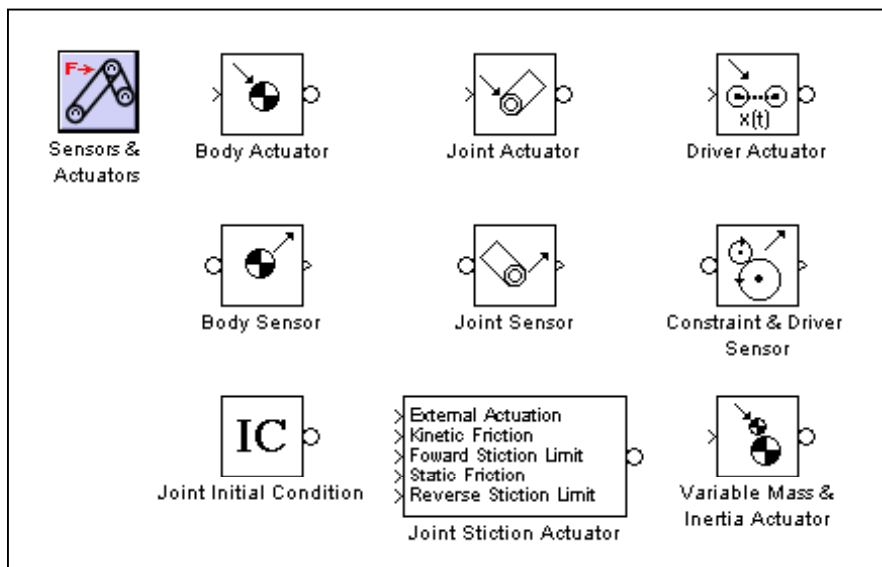 F
Sensors &
Actuators
Body Actuator
Joint Actuator
x(t)
Driver Actuator
Body Sensor
Joint Sensor
Constraint & Driver
Sensor
IC
Joint Initial Condition
External Actuation
Kinetic Friction
Foward Stiction Limit
Static Friction
Reverse Stiction Limit
Joint Stiction Actuator
Variable Mass &
Inertia Actuator